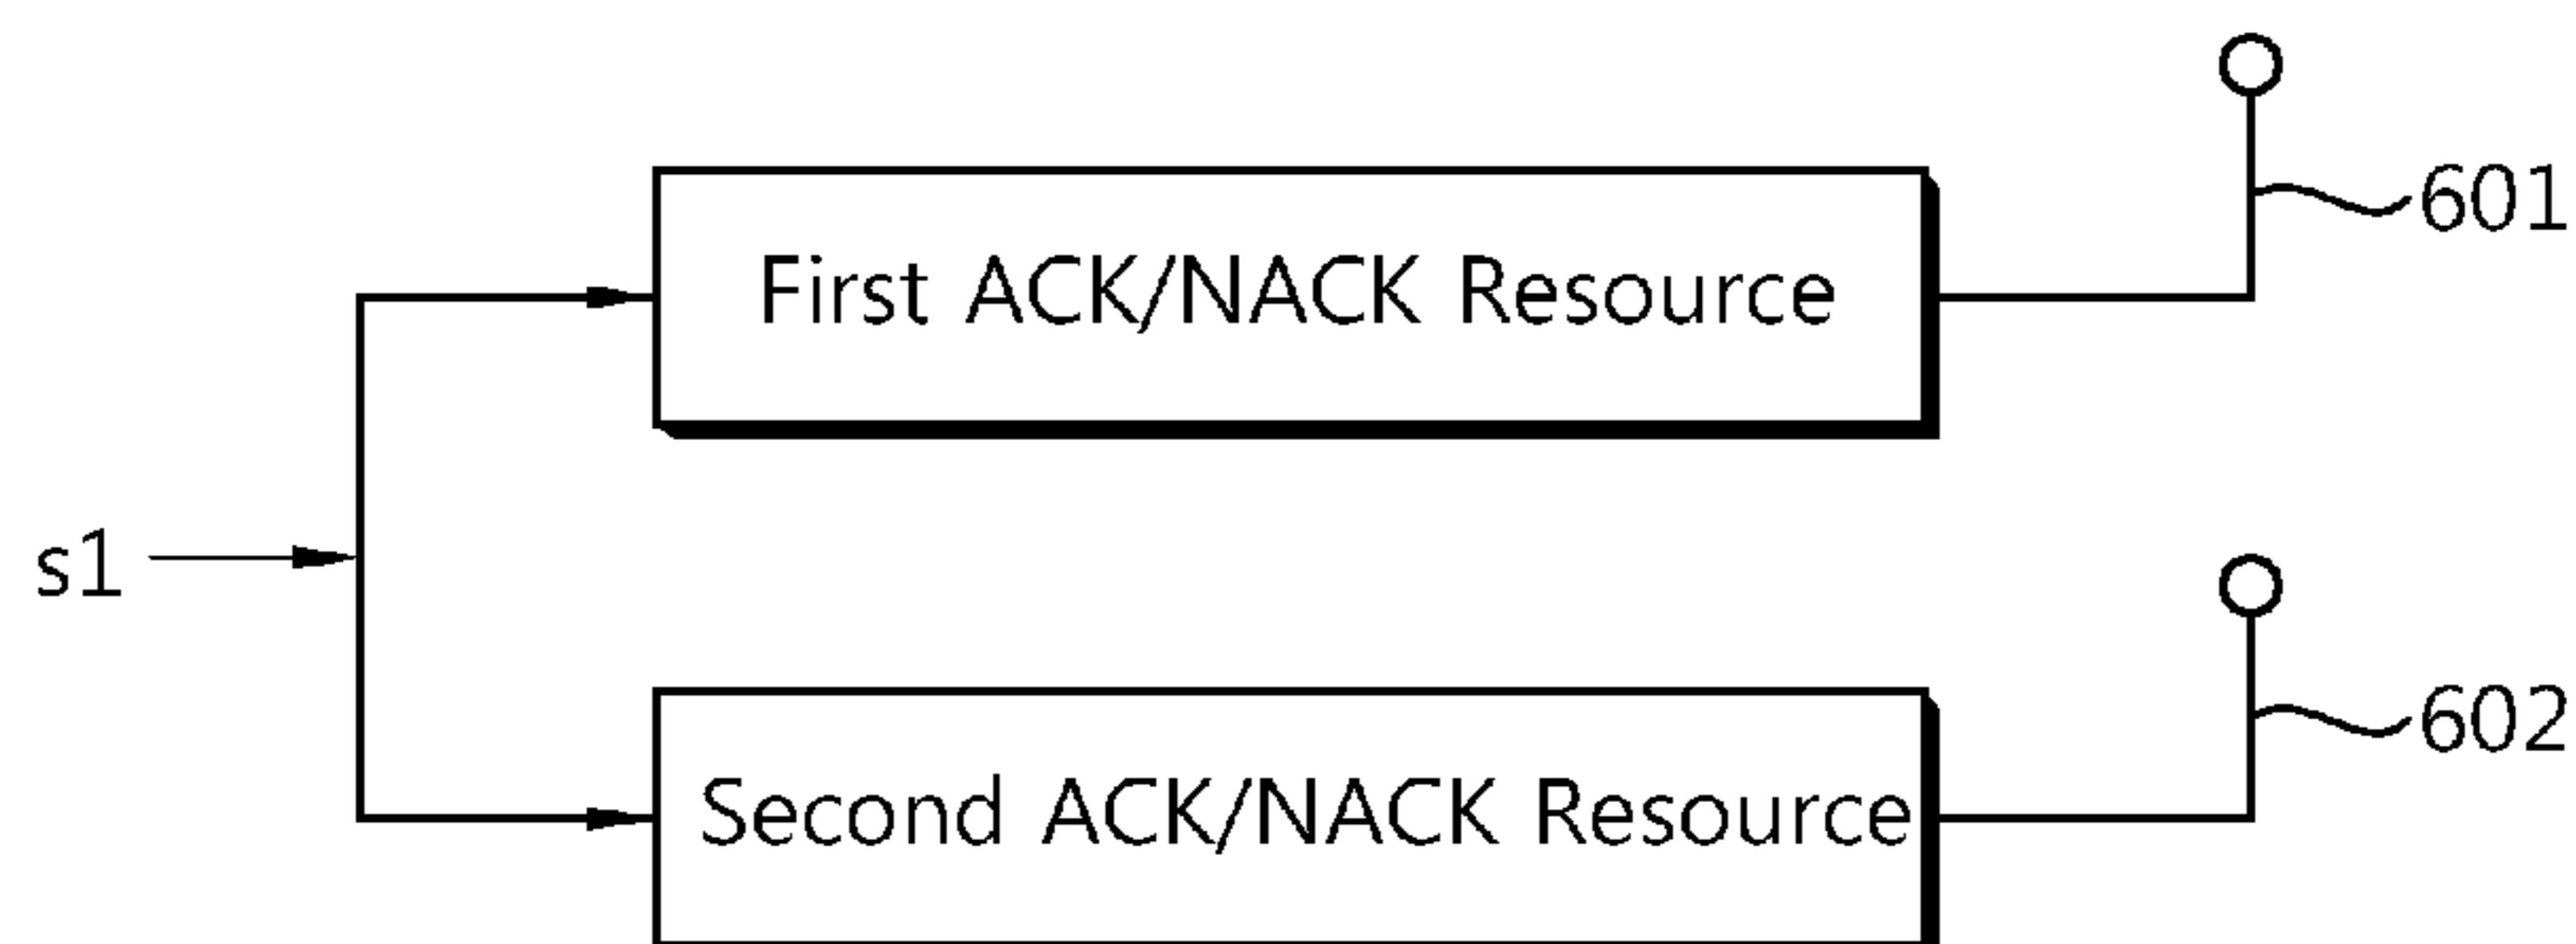 First ACK/NACK Resource
601
s1
Second ACK/NACK Resource
602